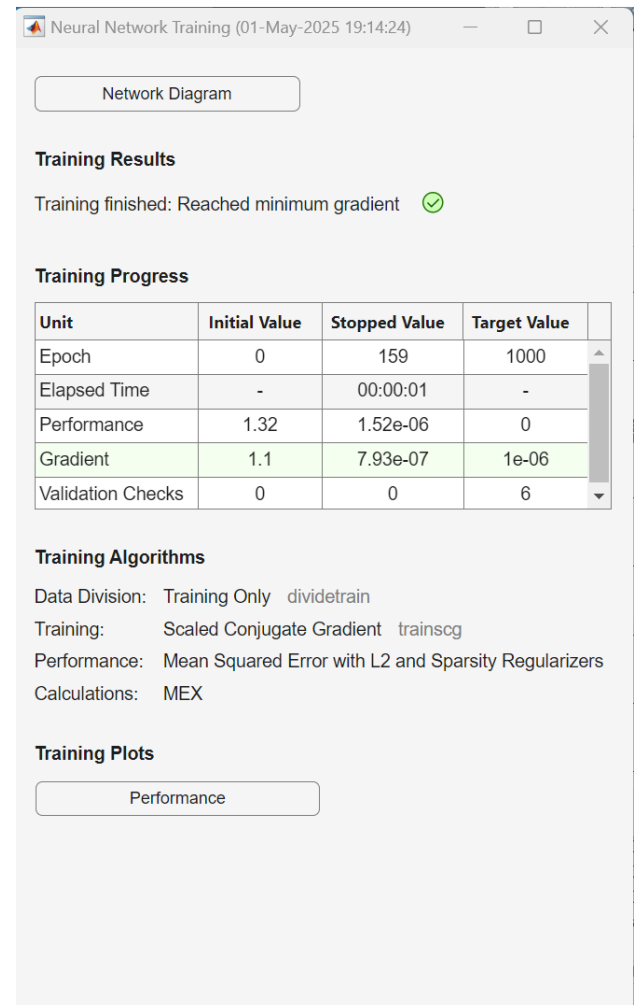 Neural Network Training (01-May-2025 19:14:24)
Network Diagram
Training Results
Training finished: Reached minimum gradient
Training Progress
Unit Initial Value Stopped Value Target Value
Epoch 0 159 1000
Elapsed Time - 00:00:01 -
Performance 1.32 1.52e-06 0
Gradient 1.1 7.93e-07 1e-06
Validation Checks 0 0 6
Training Algorithms
Data Division: Training Only dividetrain
Training: Scaled Conjugate Gradient trainscg
Performance: Mean Squared Error with L2 and Sparsity Regularizers
Calculations: MEX
Training Plots
Performance